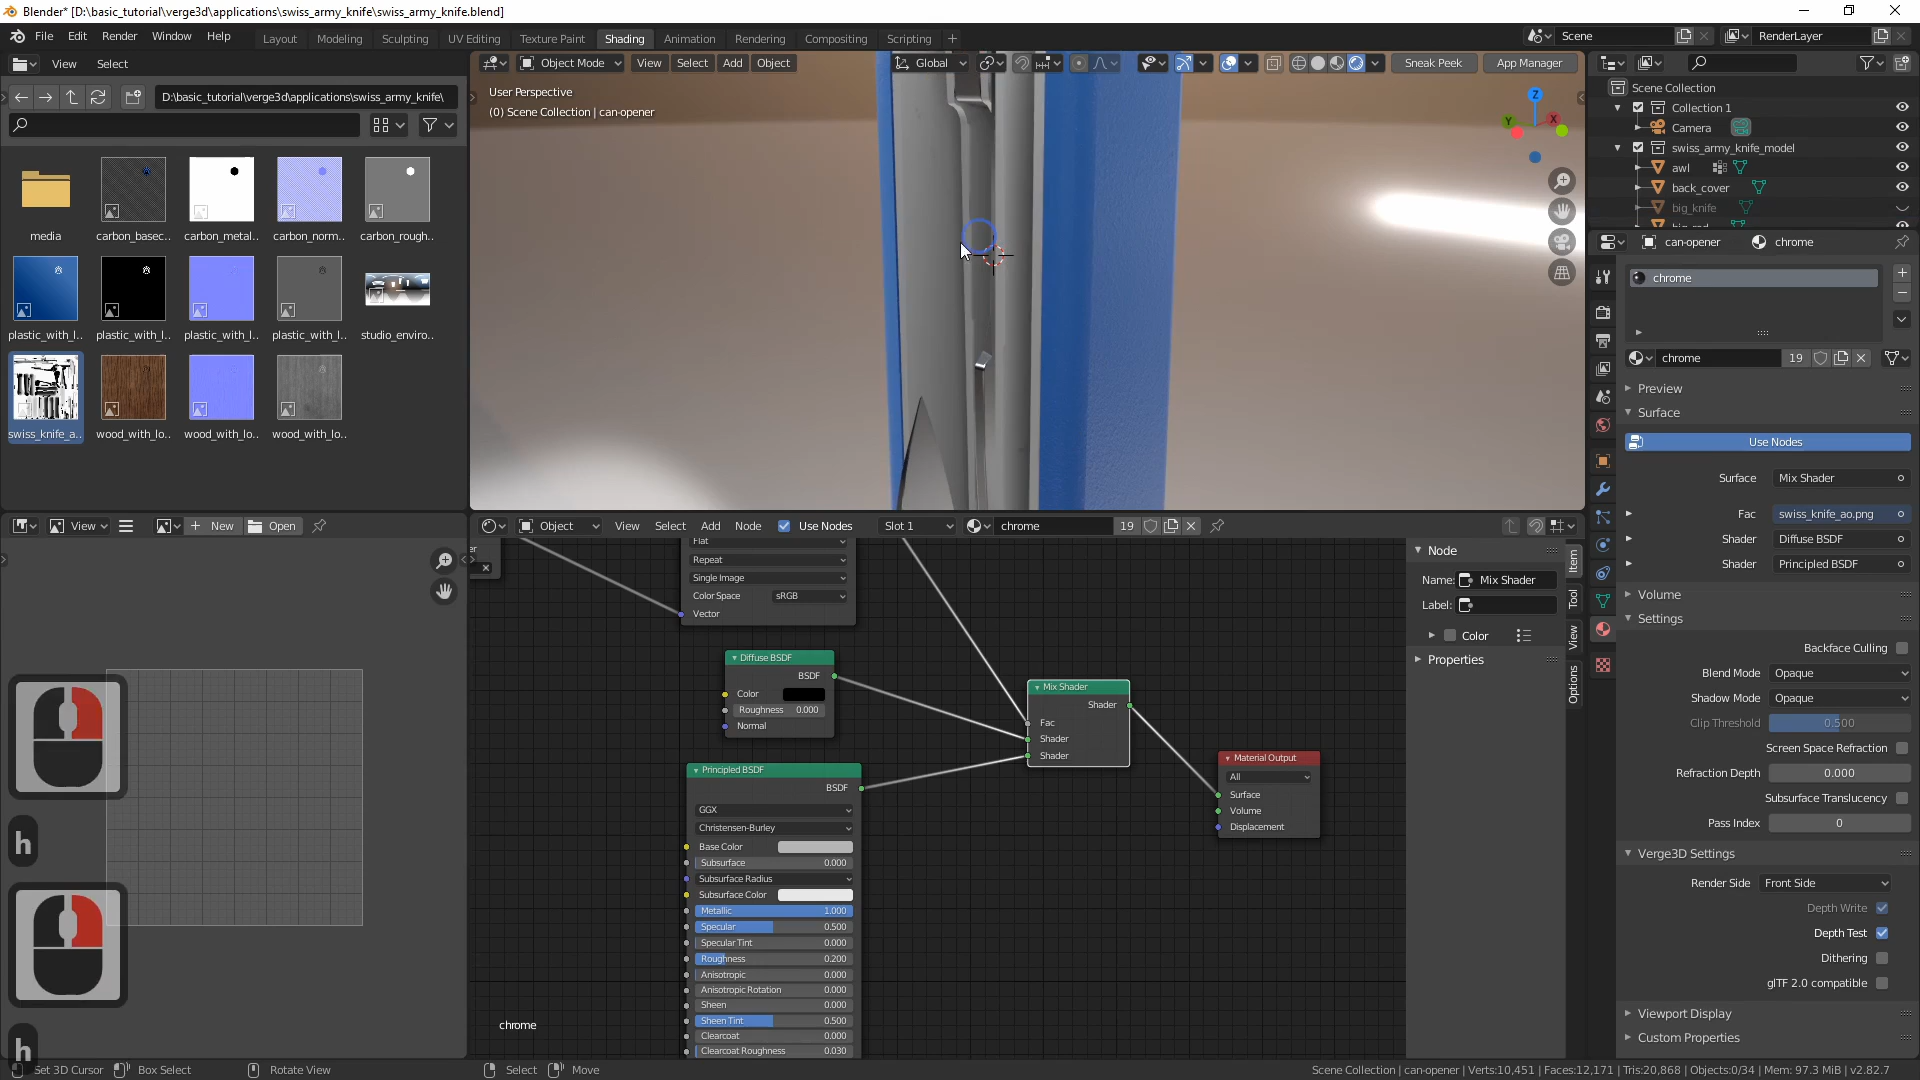 Blender* [D:\basic_tutorial\verge3d\applications\swiss_army_knife\swiss_army_knife.blend]
File Edit Render Window Help Layout Modeling Sculpting UV Editing Texture Paint Shading Animation Rendering Compositing Scripting + Scene RenderLayer
View Select
Object Mode View Select Add Object Global Sneak Peek App Manager
D:\basic_tutorial\verge3d\applications\swiss_army_knife\
User Perspective
(0) Scene Collection | can-opener
Z
Y
X
media
carbon_basec..
carbon_metal..
carbon_norm..
carbon_rough..
plastic_with_l..
plastic_with_l..
plastic_with_l..
plastic_with_l..
studio_enviro..
swiss_knife_a..
wood_with_lo..
wood_with_lo..
wood_with_lo..
Scene Collection
Collection 1
Camera
swiss_army_knife_model
awl
back_cover
big_knife
can-opener chrome
chrome
chrome 19
Preview
Surface
Use Nodes
Surface Mix Shader
Fac swiss_knife_ao.png
Shader Diffuse BSDF
Shader Principled BSDF
Volume
Settings
Backface Culling
Blend Mode Opaque
Shadow Mode Opaque
Clip Threshold 0.500
Screen Space Refraction
Refraction Depth 0.000
Subsurface Translucency
Pass Index 0
Verge3D Settings
Render Side Front Side
Depth Write
Depth Test
Dithering
glTF 2.0 compatible
Viewport Display
Custom Properties
View + New Open
Object View Select Add Node Use Nodes Slot 1 chrome 19
Flat
Repeat
Single Image
Color Space sRGB
Vector
Diffuse BSDF
BSDF
Color
Roughness 0.000
Normal
Mix Shader
Shader
Fac
Shader
Shader
Material Output
All
Surface
Volume
Displacement
Principled BSDF
BSDF
GGX
Christensen-Burley
Base Color
Subsurface 0.000
Subsurface Radius
Subsurface Color
Metallic 1.000
Specular 0.500
Specular Tint 0.000
Roughness 0.200
Anisotropic 0.000
Anisotropic Rotation 0.000
Sheen 0.000
Sheen Tint 0.500
Clearcoat 0.000
Clearcoat Roughness 0.030
chrome
Node
Name: Mix Shader
Label:
Color
Properties
Item
Tool
View
Options
h
h
Set 3D Cursor Box Select Rotate View Select Move
Scene Collection | can-opener | Verts:10,451 | Faces:12,171 | Tris:20,868 | Objects:0/34 | Mem: 97.3 MiB | v2.82.7